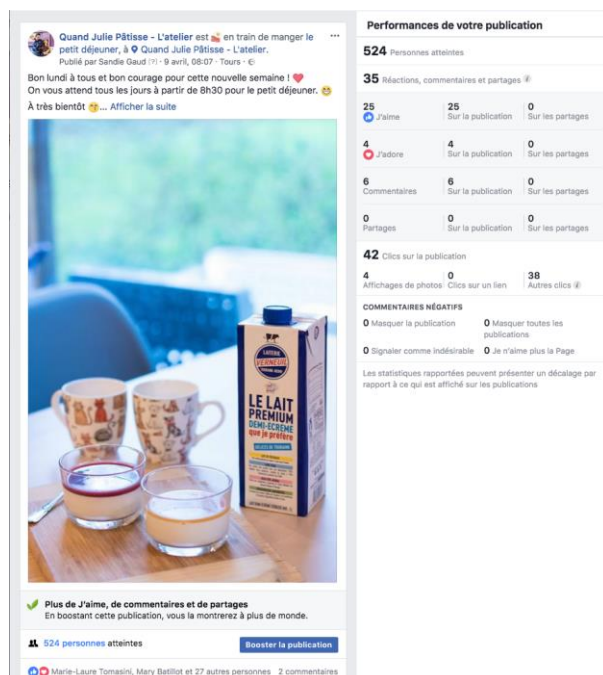 Quand Julie Pâtisse - L'atelier est 🍰 en train de manger le
petit déjeuner, à Quand Julie Pâtisse - L'atelier.
Publié par Sandie Gaud (?) · 9 avril, 08:07 · Tours ·
Bon lundi à tous et bon courage pour cette nouvelle semaine ! ❤️
On vous attend tous les jours à partir de 8h30 pour le petit déjeuner. 😁
À très bientôt 😘... Afficher la suite
LAITERIE
VERNEUIL
LE LAIT
PREMIUM
DEMI-ECRÉMÉ
que je préfère
Plus de J'aime, de commentaires et de partages
En boostant cette publication, vous la montrerez à plus de monde.
524 personnes atteintes
Booster la publication
Marie-Laure Tomasini, Mary Batillot et 27 autres personnes 2 commentaires
Performances de votre publication
524 Personnes atteintes
35 Réactions, commentaires et partages
25 25 0
J'aime Sur la publication Sur les partages
4 4 0
J'adore Sur la publication Sur les partages
6 6 0
Commentaires Sur la publication Sur les partages
0 0 0
Partages Sur la publication Sur les partages
42 Clics sur la publication
4 0 38
Affichages de photos Clics sur un lien Autres clics
COMMENTAIRES NÉGATIFS
0 Masquer la publication 0 Masquer toutes les
publications
0 Signaler comme indésirable 0 Je n'aime plus la Page
Les statistiques rapportées peuvent présenter un décalage par
rapport à ce qui est affiché sur les publications